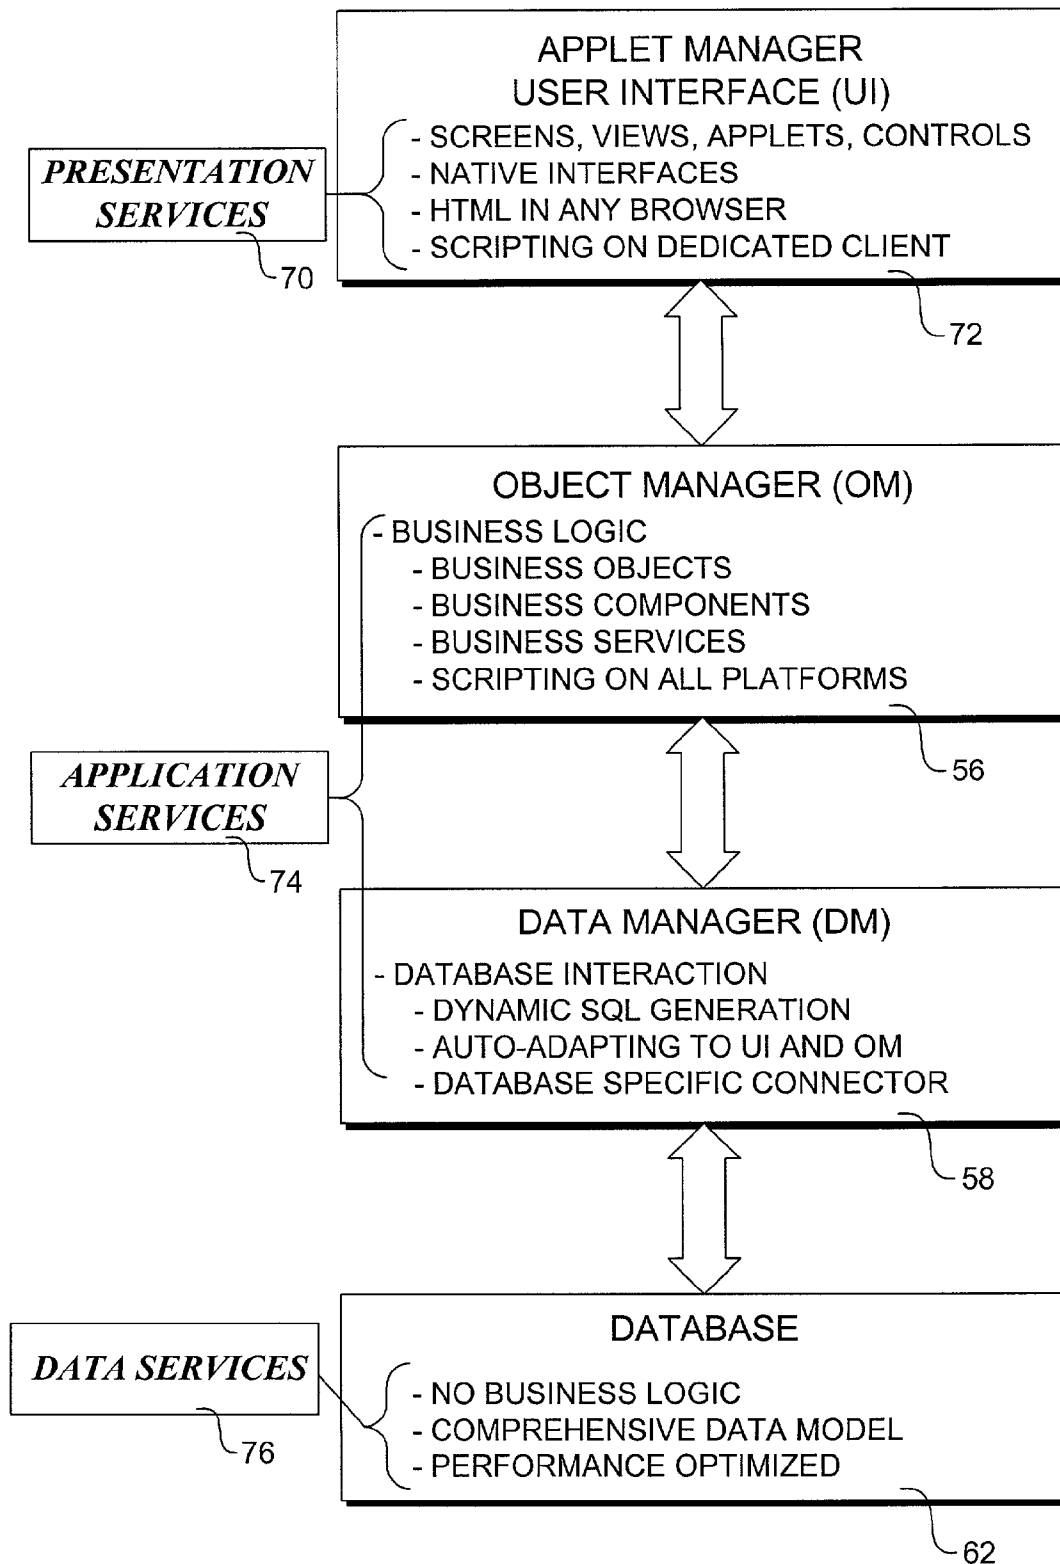 APPLET MANAGER
USER INTERFACE (UI)
- SCREENS, VIEWS, APPLETS, CONTROLS
- NATIVE INTERFACES
- HTML IN ANY BROWSER
- SCRIPTING ON DEDICATED CLIENT
PRESENTATION
SERVICES
70
72
OBJECT MANAGER (OM)
- BUSINESS LOGIC
- BUSINESS OBJECTS
- BUSINESS COMPONENTS
- BUSINESS SERVICES
- SCRIPTING ON ALL PLATFORMS
56
APPLICATION
SERVICES
74
DATA MANAGER (DM)
- DATABASE INTERACTION
- DYNAMIC SQL GENERATION
- AUTO-ADAPTING TO UI AND OM
- DATABASE SPECIFIC CONNECTOR
58
DATABASE
DATA SERVICES
- NO BUSINESS LOGIC
- COMPREHENSIVE DATA MODEL
- PERFORMANCE OPTIMIZED
76
62